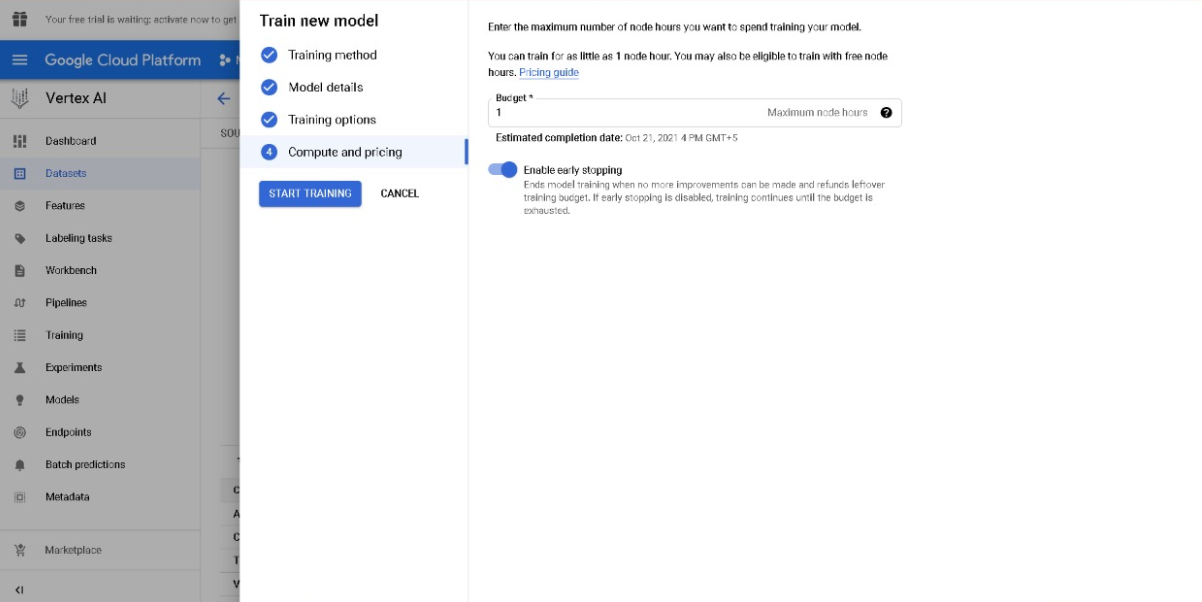 Your free trial is waiting: activate now to get
Google Cloud Platform
Vertex AI
Dashboard
Datasets
Features
Labeling tasks
Workbench
Pipelines
Training
Experiments
Models
Endpoints
Batch predictions
Metadata
Marketplace
SOU
C
A
C
T
V
Train new model
Training method
Model details
Training options
4 Compute and pricing
START TRAINING CANCEL
Enter the maximum number of node hours you want to spend training your model.
You can train for as little as 1 node hour. You may also be eligible to train with free node
hours. Pricing guide
Budget *
1 Maximum node hours ?
Estimated completion date: Oct 21, 2021 4 PM GMT+5
Enable early stopping
Ends model training when no more improvements can be made and refunds leftover
training budget. If early stopping is disabled, training continues until the budget is
exhausted.